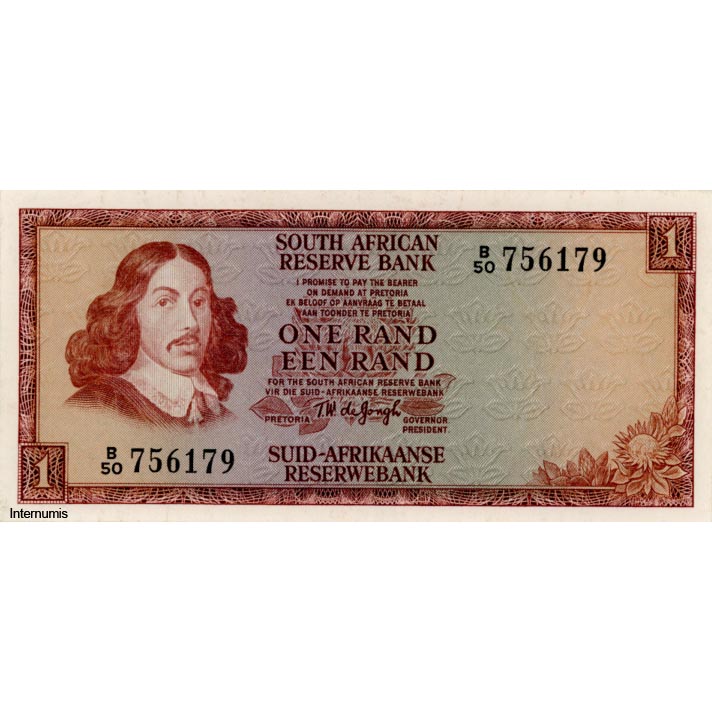 1
SOUTH AFRICAN
RESERVE BANK
B/50 756179
I PROMISE TO PAY THE BEARER
ON DEMAND AT PRETORIA
EK BELOOF OP AANVRAAG TE BETAAL
AAN TOONDER TE PRETORIA
ONE RAND
EEN RAND
FOR THE SOUTH AFRICAN RESERVE BANK
VIR DIE SUID-AFRIKAANSE RESERWEBANK
T.W. de Jongh
PRETORIA GOVERNOR
PRESIDENT.
B/50 756179
SUID-AFRIKAANSE
RESERWEBANK
1
Internumis